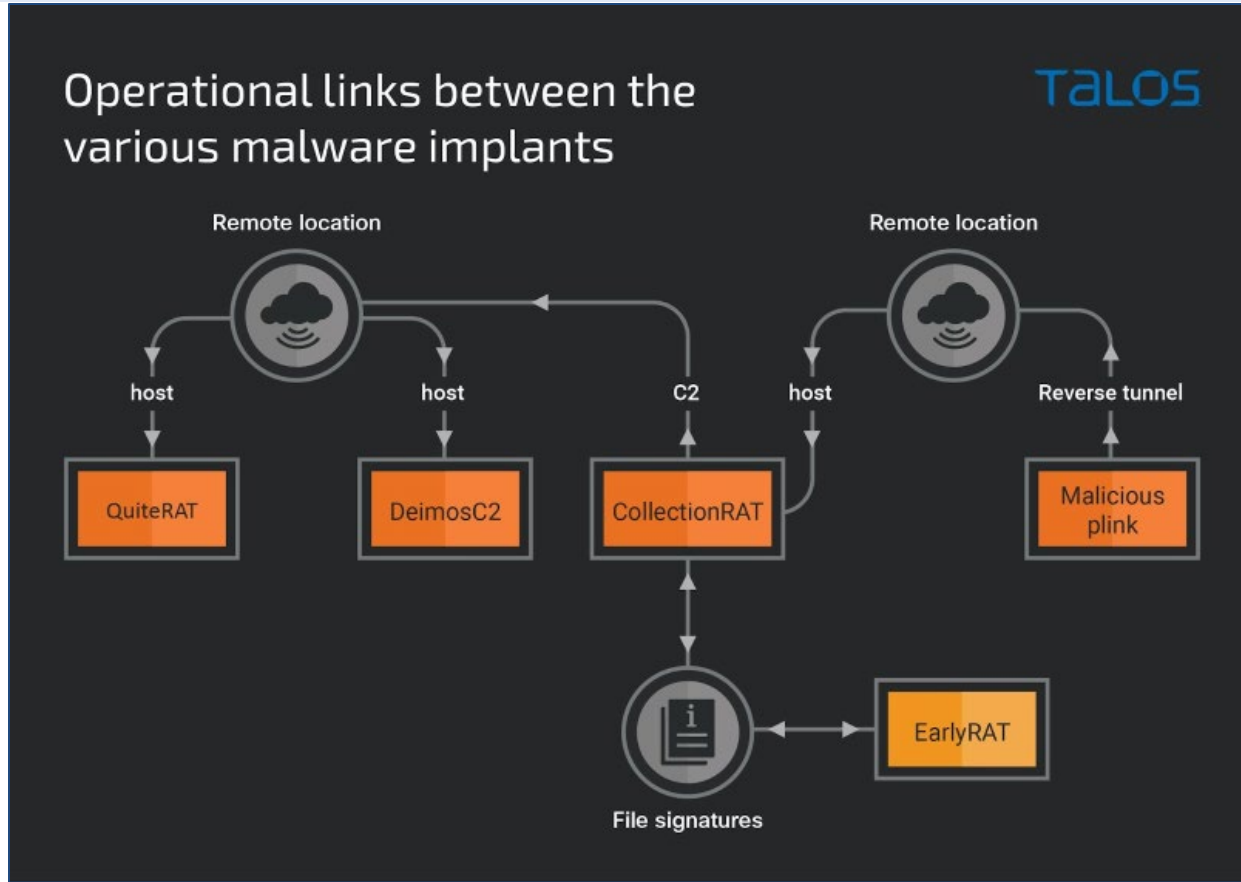 Operational links between the
various malware implants
TALOS
Remote location
Remote location
host
host
C2
host
Reverse tunnel
QuiteRAT
DeimosC2
CollectionRAT
Malicious
plink
i
EarlyRAT
File signatures